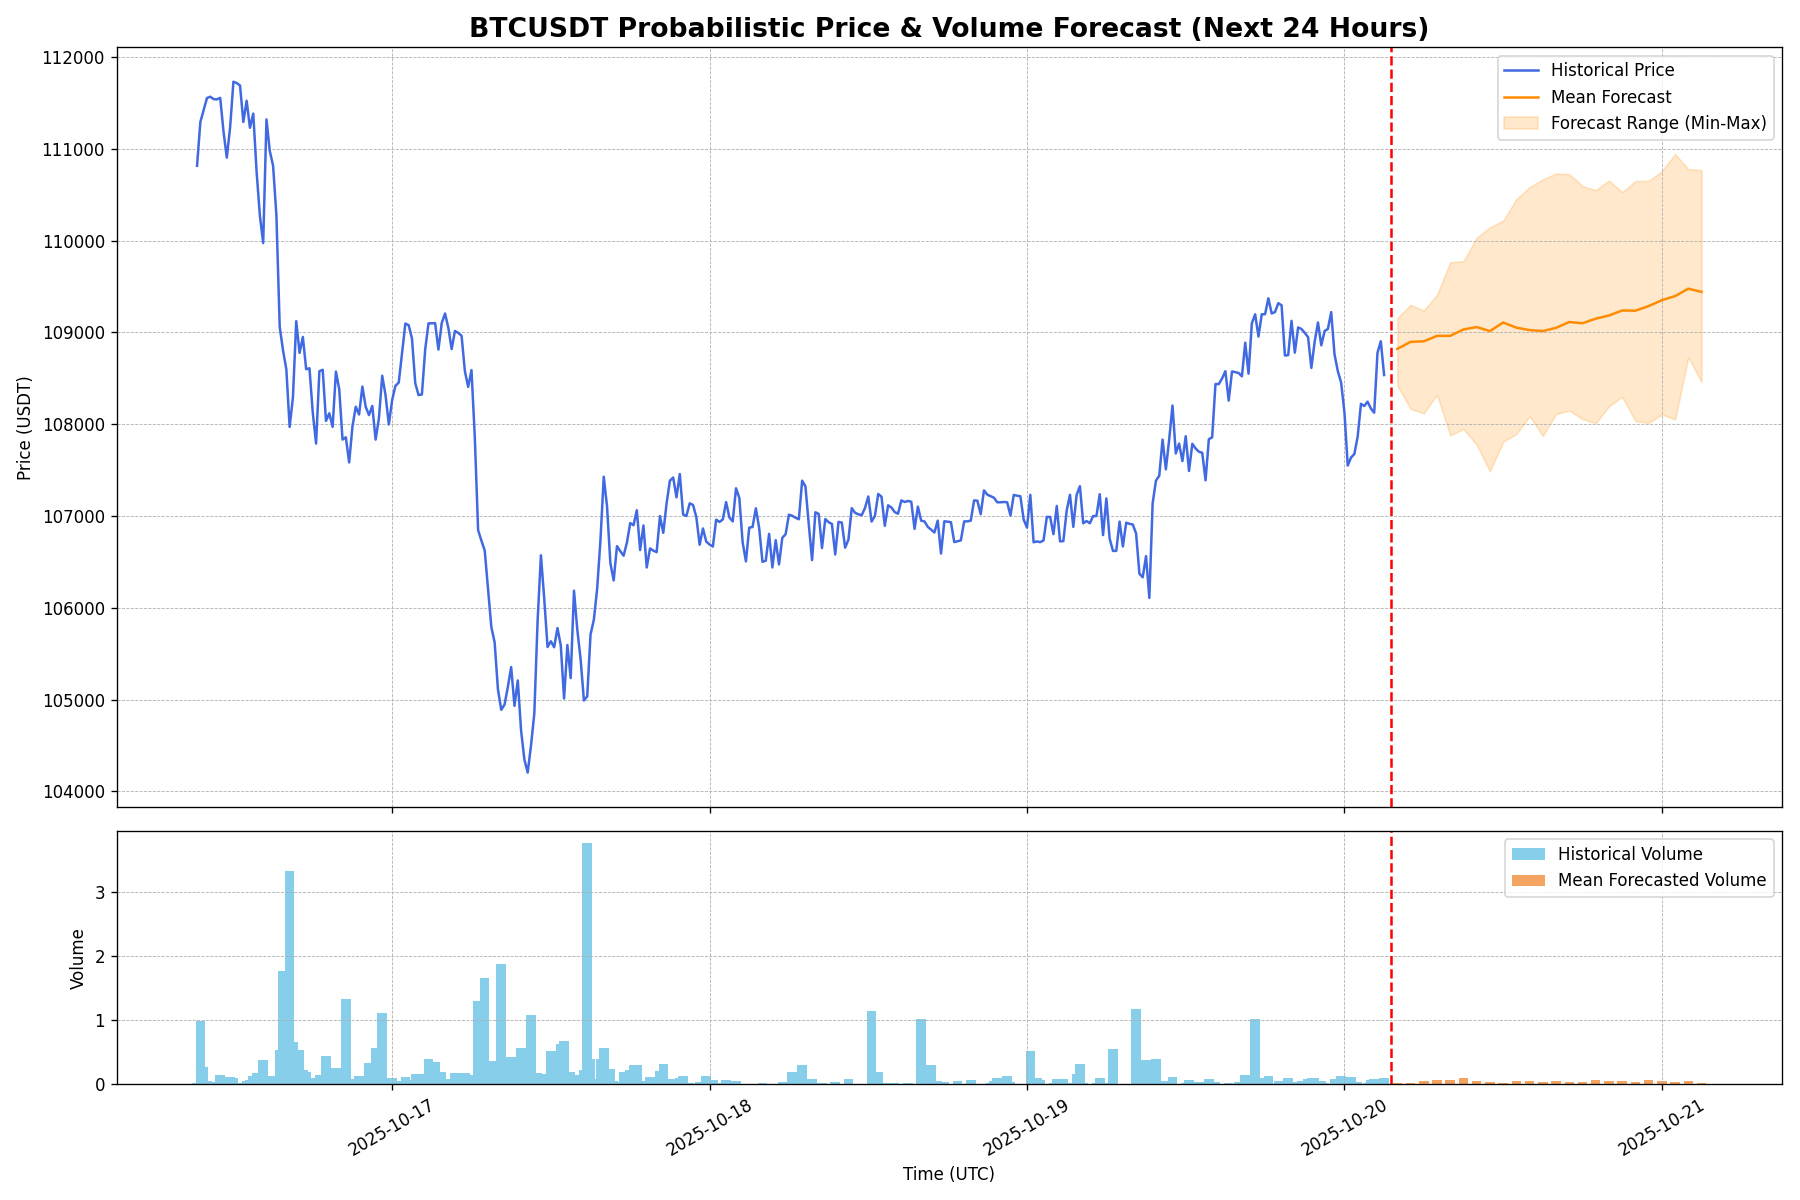 BTCUSDT Probabilistic Price & Volume Forecast (Next 24 Hours)
112000
111000
110000
109000
108000
107000
106000
105000
104000
Price (USDT)
Historical Price
Mean Forecast
Forecast Range (Min-Max)
3
2
1
0
Volume
Historical Volume
Mean Forecasted Volume
2025-10-17
2025-10-18
2025-10-19
2025-10-20
2025-10-21
Time (UTC)